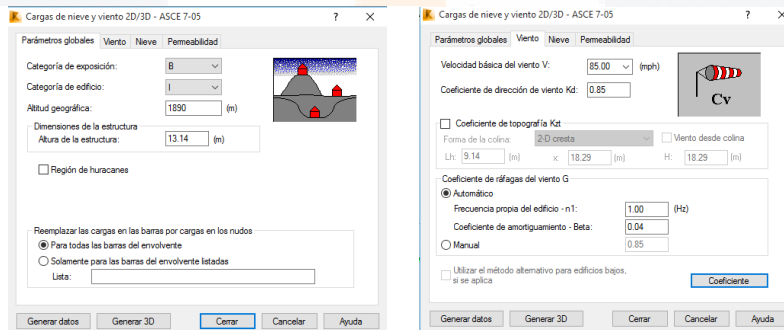 Cargas de nieve y viento 2D/3D - ASCE 7-05
Parámetros globales Viento Nieve Permeabilidad
Categoría de exposición: B
Categoría de edificio: I
Altitud geográfica: 1890 (m)
Dimensiones de la estructura
Altura de la estructura: 13.14 (m)
Región de huracanes
Reemplazar las cargas en las barras por cargas en los nudos
Para todas las barras del envolvente
Solamente para las barras del envolvente listadas
Lista:
Generar datos Generar 3D Cerrar Cancelar Ayuda
Cargas de nieve y viento 2D/3D - ASCE 7-05
Parámetros globales Viento Nieve Permeabilidad
Velocidad básica del viento V: 85.00 (mph)
Coeficiente de dirección de viento Kd: 0.85
Cv
Coeficiente de topografía Kzt
Forma de la colina: 2-D cresta Viento desde colina
Lh: 9.14 (m) x: 18.29 (m) H: 18.29 (m)
Coeficiente de ráfagas del viento G
Automático
Frecuencia propia del edificio - n1: 1.00 (Hz)
Coeficiente de amortiguamiento - Beta: 0.04
Manual 0.85
Utilizar el método alternativo para edificios bajos,
si se aplica
Coeficiente
Generar datos Generar 3D Cerrar Cancelar Ayuda